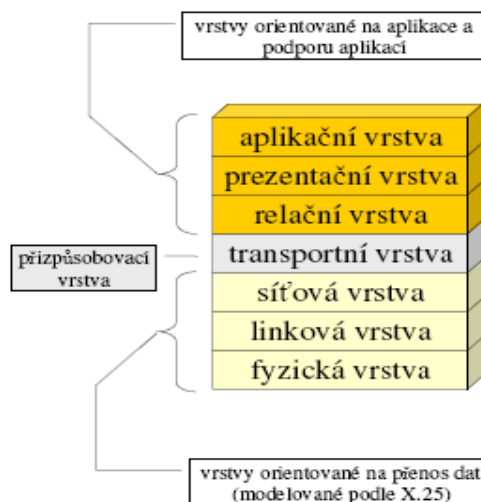 vrstvy orientované na aplikace a
podporu aplikací
aplikační vrstva
prezentační vrstva
relační vrstva
přizpůsobovací
vrstva
transportní vrstva
síťová vrstva
linková vrstva
fyzická vrstva
vrstvy orientované na přenos dat
(modelované podle X.25)